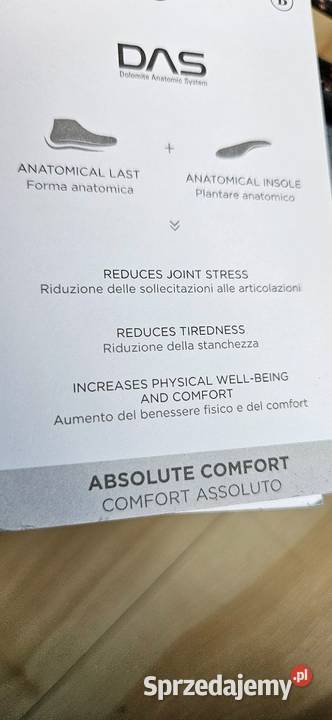 B
DAS
Dolomite Anatomic System
+
ANATOMICAL LAST
Forma anatomica
ANATOMICAL INSOLE
Plantare anatomico
REDUCES JOINT STRESS
Riduzione delle sollecitazioni alle articolazioni
REDUCES TIREDNESS
Riduzione della stanchezza
INCREASES PHYSICAL WELL-BEING
AND COMFORT
Aumento del benessere fisico e del comfort
ABSOLUTE COMFORT
COMFORT ASSOLUTO
Sprzedajemy.pl